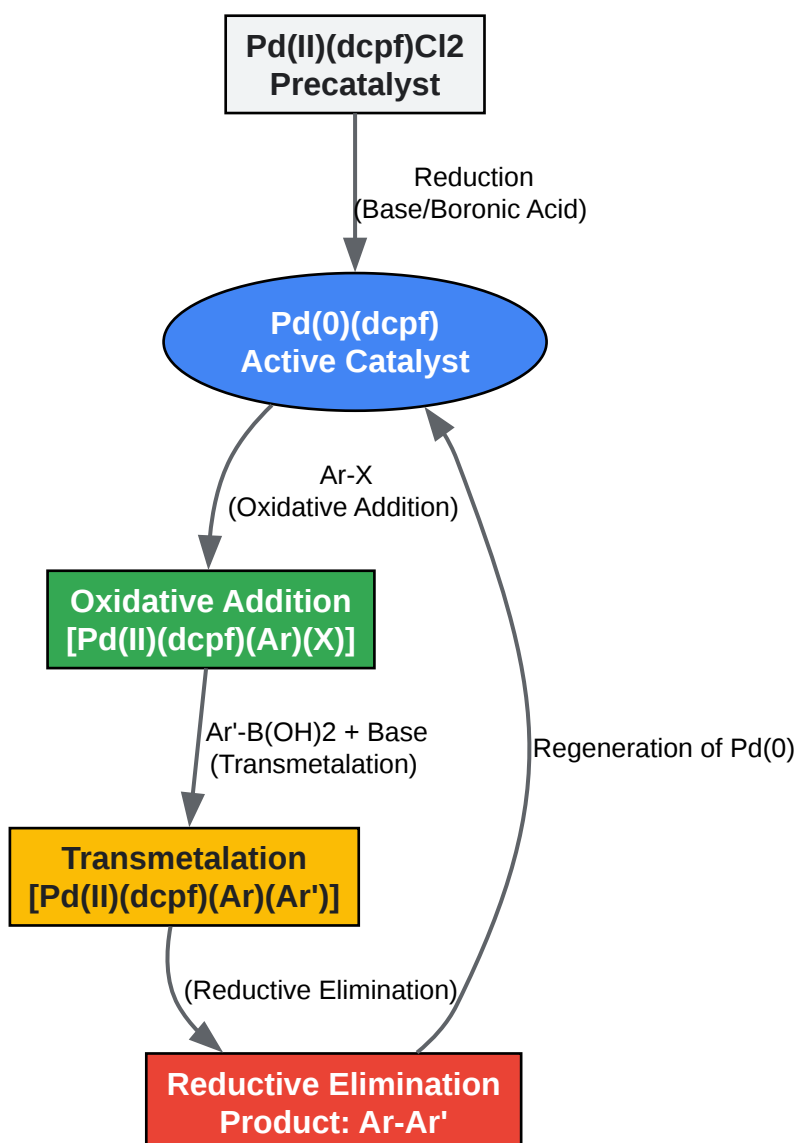 Pd(II)(dcpf)Cl2
Precatalyst
Reduction
(Base/Boronic Acid)
Pd(0)(dcpf)
Active Catalyst
Ar-X
(Oxidative Addition)
Oxidative Addition
[Pd(II)(dcpf)(Ar)(X)]
Ar'-B(OH)2 + Base
(Transmetalation)
Regeneration of Pd(0)
Transmetalation
[Pd(II)(dcpf)(Ar)(Ar')]
(Reductive Elimination)
Reductive Elimination
Product: Ar-Ar'